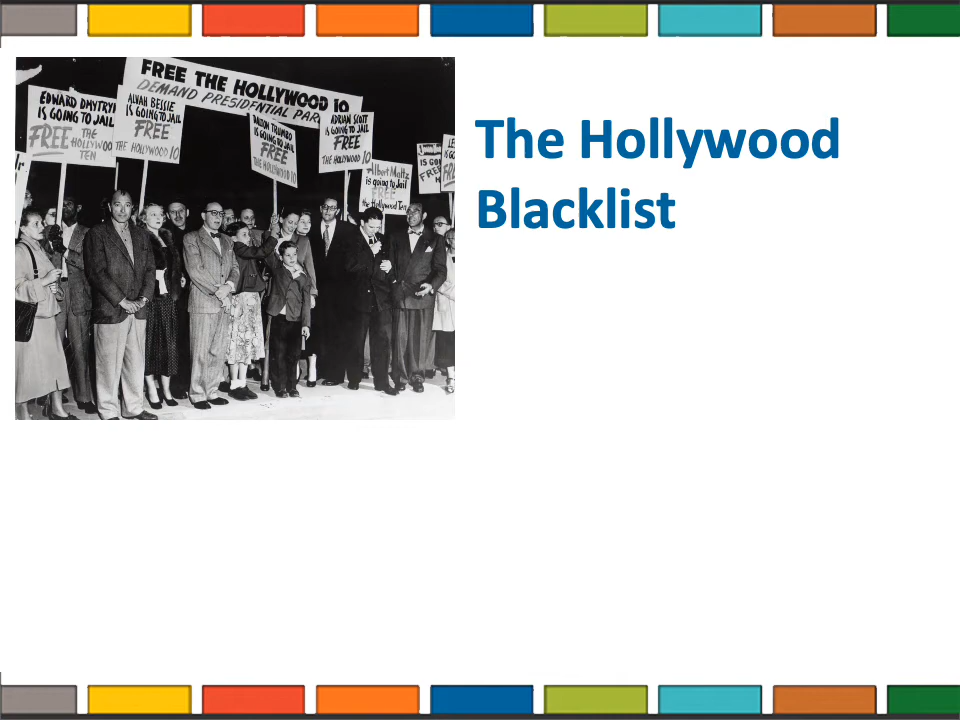 FREE THE HOLLYWOOD 10
DEMAND PRESIDENTIAL PAR
EDWARD DMYTRYK
IS GOING TO JAIL
FREE THE
HOLLYWOOD
TEN
ALVAH BESSIE
IS GOING TO JAIL
FREE
THE HOLLYWOOD 10
DALTON TRUMBO
IS GOING TO JAIL
FREE
THE HOLLYWOOD 10
ADRIAN SCOTT
IS GOING TO JAIL
FREE
THE HOLLYWOOD 10
Albert Maltz
is going to Jail
FREE
the Hollywood Ten
IS GO
FREE
The Hollywood
Blacklist